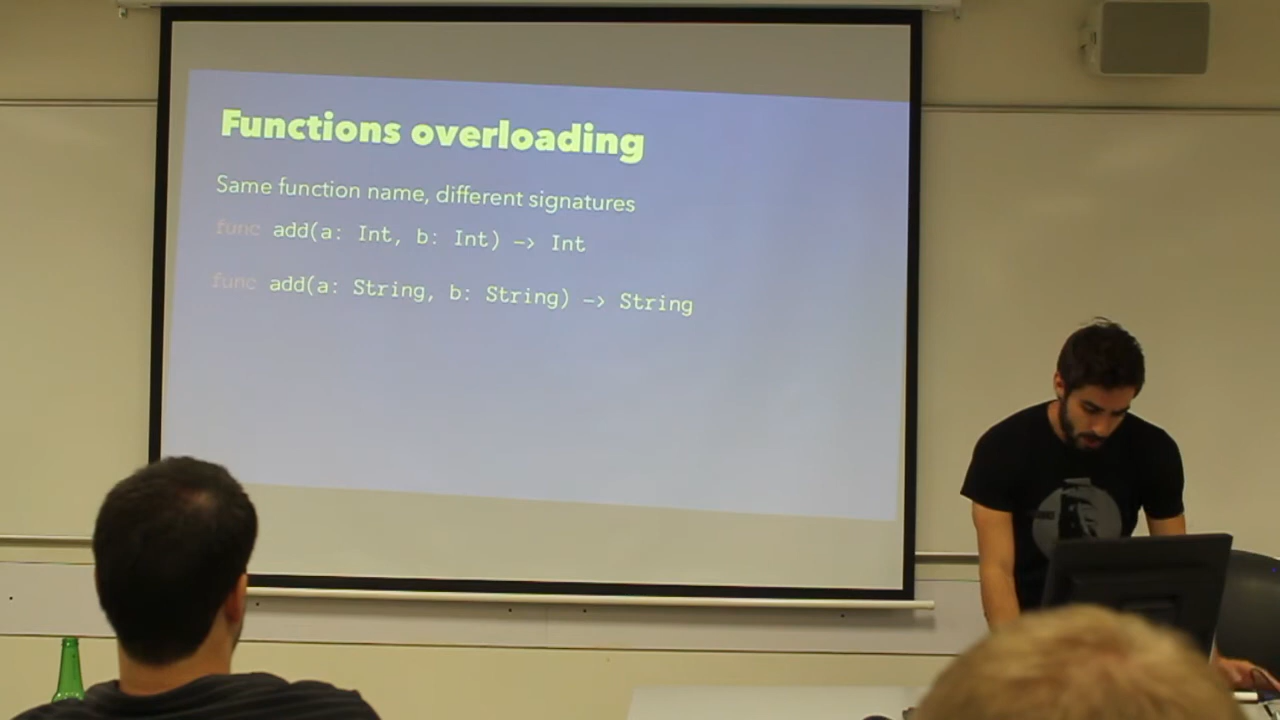 Functions overloading
Same function name, different signatures
func add(a: Int, b: Int) -> Int
func add(a: String, b: String) -> String